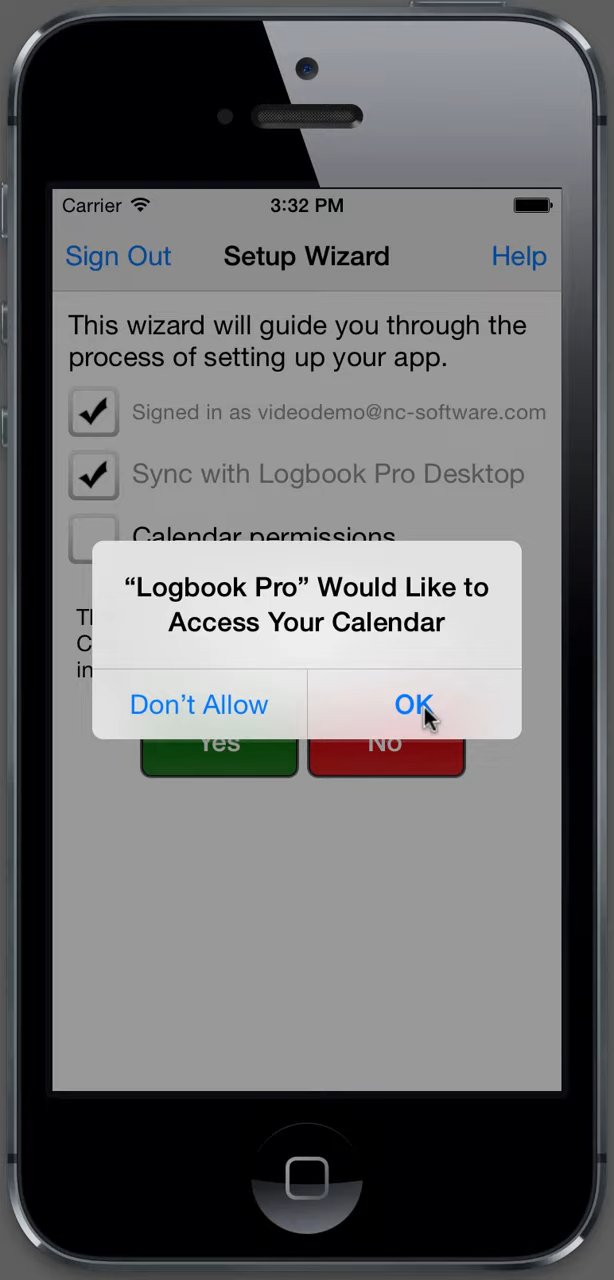 Carrier 3:32 PM
Sign Out Setup Wizard Help
This wizard will guide you through the
process of setting up your app.
Signed in as videodemo@nc-software.com
Sync with Logbook Pro Desktop
Calendar permissions
“Logbook Pro” Would Like to
Access Your Calendar
Don’t Allow OK
Yes No